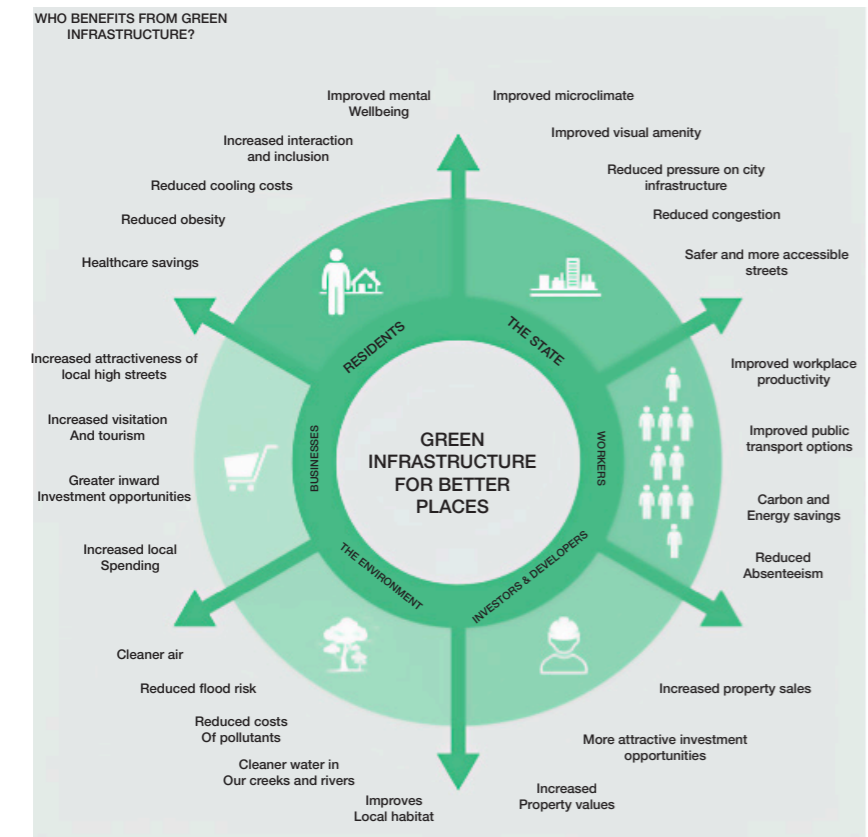 WHO BENEFITS FROM GREEN
INFRASTRUCTURE?
Improved mental
Wellbeing
Increased interaction
and inclusion
Reduced cooling costs
Reduced obesity
Healthcare savings
Improved microclimate
Improved visual amenity
Reduced pressure on city
infrastructure
Reduced congestion
Safer and more accessible
streets
RESIDENTS
THE STATE
Increased attractiveness of
local high streets
Increased visitation
And tourism
Greater inward
Investment opportunities
Increased local
Spending
BUSINESSES
GREEN
INFRASTRUCTURE
FOR BETTER
PLACES
WORKERS
Improved workplace
productivity
Improved public
transport options
Carbon and
Energy savings
Reduced
Absenteeism
THE ENVIRONMENT
INVESTORS & DEVELOPERS
Cleaner air
Reduced flood risk
Reduced costs
Of pollutants
Cleaner water in
Our creeks and rivers
Improves
Local habitat
Increased property sales
More attractive investment
opportunities
Increased
Property values